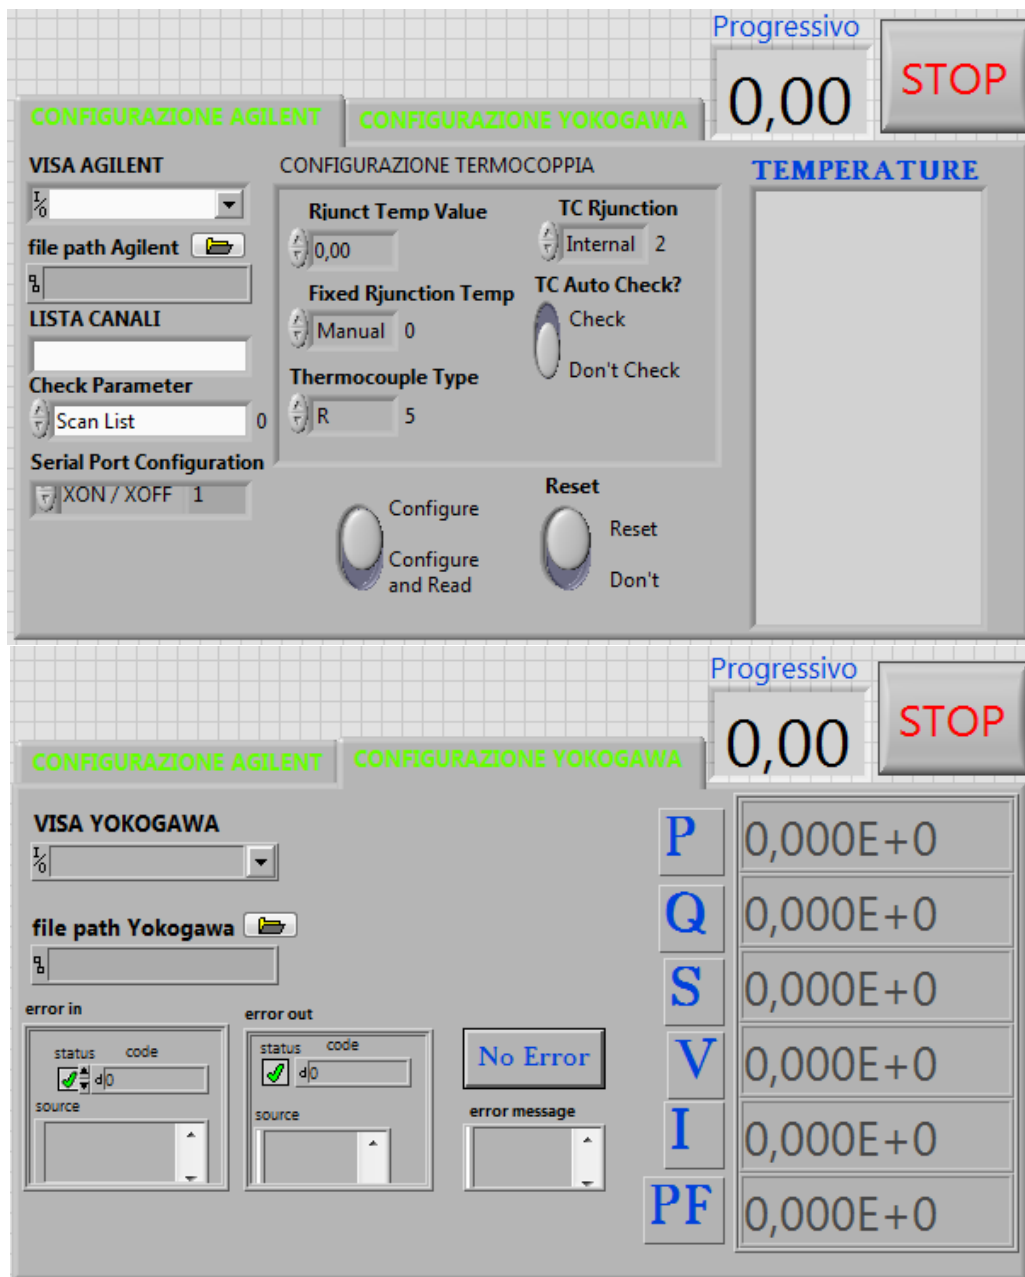 Progressivo
0,00
STOP
CONFIGURAZIONE AGILENT
CONFIGURAZIONE YOKOGAWA
VISA AGILENT
I/O
file path Agilent
LISTA CANALI
Check Parameter
Scan List 0
Serial Port Configuration
XON / XOFF 1
CONFIGURAZIONE TERMOCOPPIA
Rjunct Temp Value
0,00
Fixed Rjunction Temp
Manual 0
Thermocouple Type
R 5
TC Rjunction
Internal 2
TC Auto Check?
Check
Don't Check
Configure
Configure
and Read
Reset
Reset
Don't
TEMPERATURE
Progressivo
0,00
STOP
CONFIGURAZIONE AGILENT
CONFIGURAZIONE YOKOGAWA
VISA YOKOGAWA
I/O
file path Yokogawa
error in
status code
d 0
source
error out
status code
d 0
source
No Error
error message
P 0,000E+0
Q 0,000E+0
S 0,000E+0
V 0,000E+0
I 0,000E+0
PF 0,000E+0